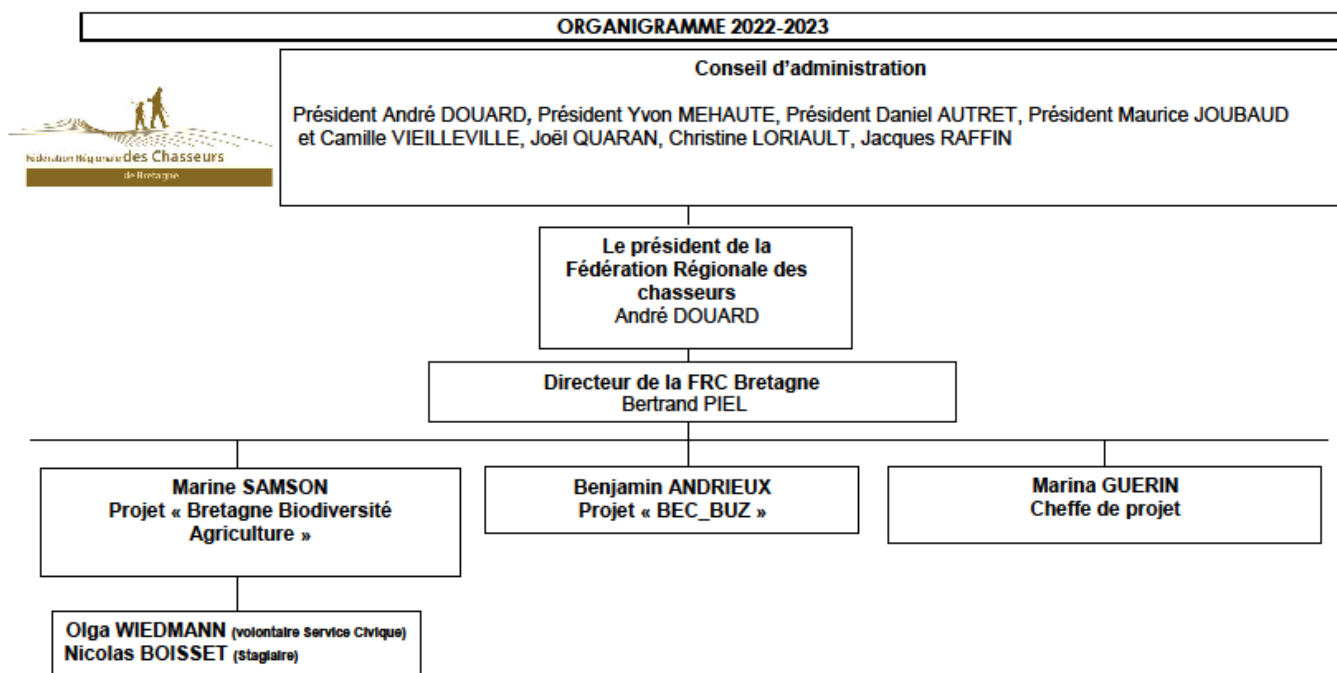 ORGANIGRAMME 2022-2023
Conseil d'administration
Président André DOUARD, Président Yvon MEHAUTE, Président Daniel AUTRET, Président Maurice JOUBAUD
et Camille VIEILLEVILLE, Joël QUARAN, Christine LORIAULT, Jacques RAFFIN
Fédération Régionale des Chasseurs
de Bretagne
Le président de la
Fédération Régionale des
chasseurs
André DOUARD
Directeur de la FRC Bretagne
Bertrand PIEL
Marine SAMSON
Projet « Bretagne Biodiversité
Agriculture »
Benjamin ANDRIEUX
Projet « BEC_BUZ »
Marina GUERIN
Cheffe de projet
Olga WIEDMANN (volontaire Service Civique)
Nicolas BOISSET (Stagiaire)